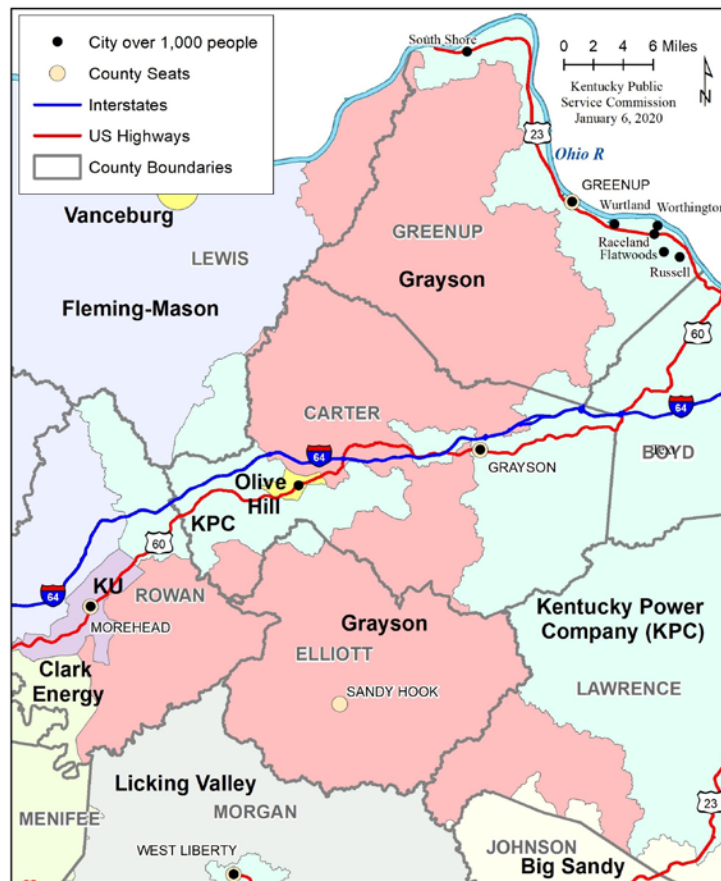 City over 1,000 people
County Seats
Interstates
US Highways
County Boundaries
South Shore
0 3 6 Miles
Kentucky Public
Service Commission
January 6, 2020
N
23
Ohio R
GREENUP
Wurtland
Worthington
Raceland
Flatwoods
Russell
Vanceburg
LEWIS
GREENUP
Grayson
Fleming-Mason
60
CARTER
64
64
GRAYSON
BOYD
Olive
Hill
KPC
60
64
KU
ROWAN
MOREHEAD
Grayson
ELLIOTT
Kentucky Power
Company (KPC)
Clark
Energy
SANDY HOOK
LAWRENCE
Licking Valley
MORGAN
MENIFEE
23
WEST LIBERTY
JOHNSON
Big Sandy